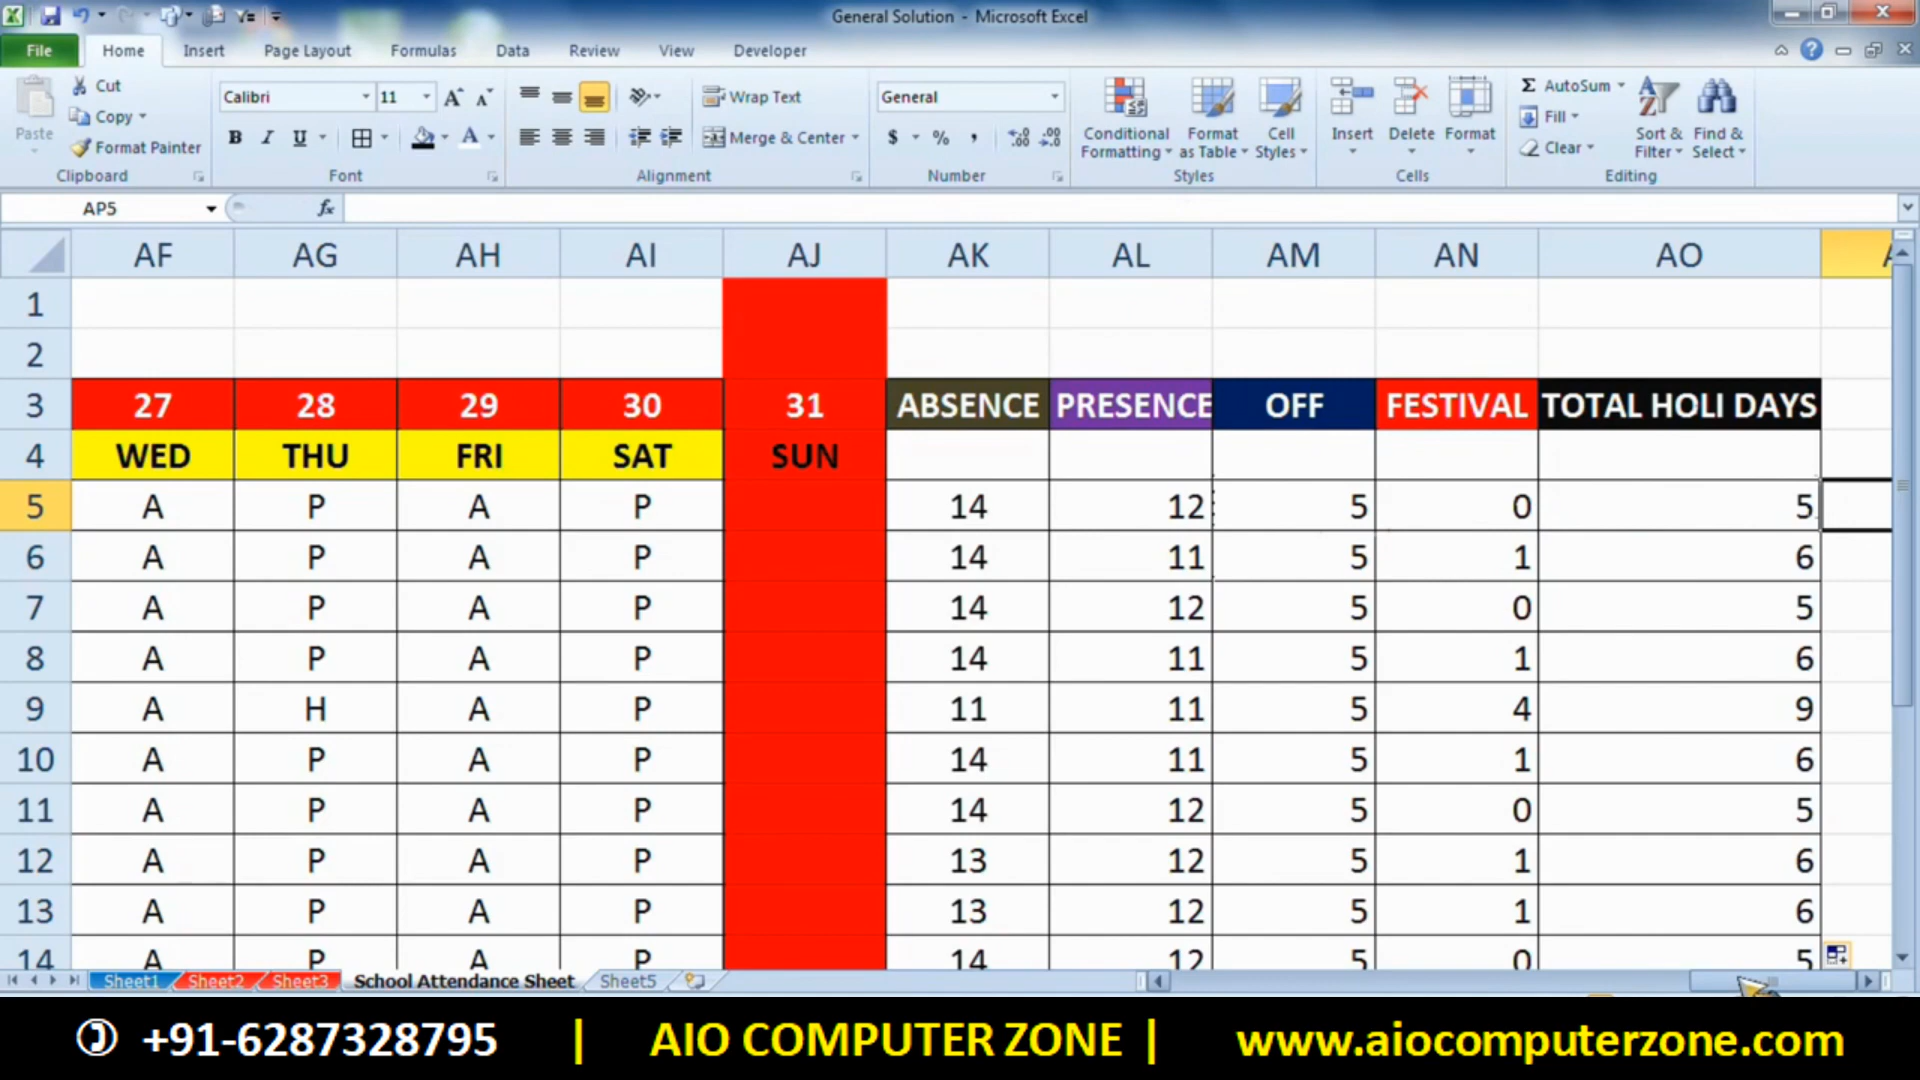 General Solution - Microsoft Excel
File Home Insert Page Layout Formulas Data Review View Developer
Paste
Cut
Copy
Format Painter
Clipboard
Calibri 11
B I U
Font
Wrap Text
Merge & Center
Alignment
General
$ % ,
Number
Conditional Formatting
Format as Table
Cell Styles
Styles
Insert Delete Format
Cells
Σ AutoSum
Fill
Clear
Sort & Filter
Find & Select
Editing
AP5 fx
AF AG AH AI AJ AK AL AM AN AO
1
2
3 27 28 29 30 31 ABSENCE PRESENCE OFF FESTIVAL TOTAL HOLI DAYS
4 WED THU FRI SAT SUN
5 A P A P 14 12 5 0 5
6 A P A P 14 11 5 1 6
7 A P A P 14 12 5 0 5
8 A P A P 14 11 5 1 6
9 A H A P 11 11 5 4 9
10 A P A P 14 11 5 1 6
11 A P A P 14 12 5 0 5
12 A P A P 13 12 5 1 6
13 A P A P 13 12 5 1 6
14 A P A P 14 12 5 0 5
Sheet1 Sheet2 Sheet3 School Attendance Sheet Sheet5
+91-6287328795 | AIO COMPUTER ZONE | www.aiocomputerzone.com